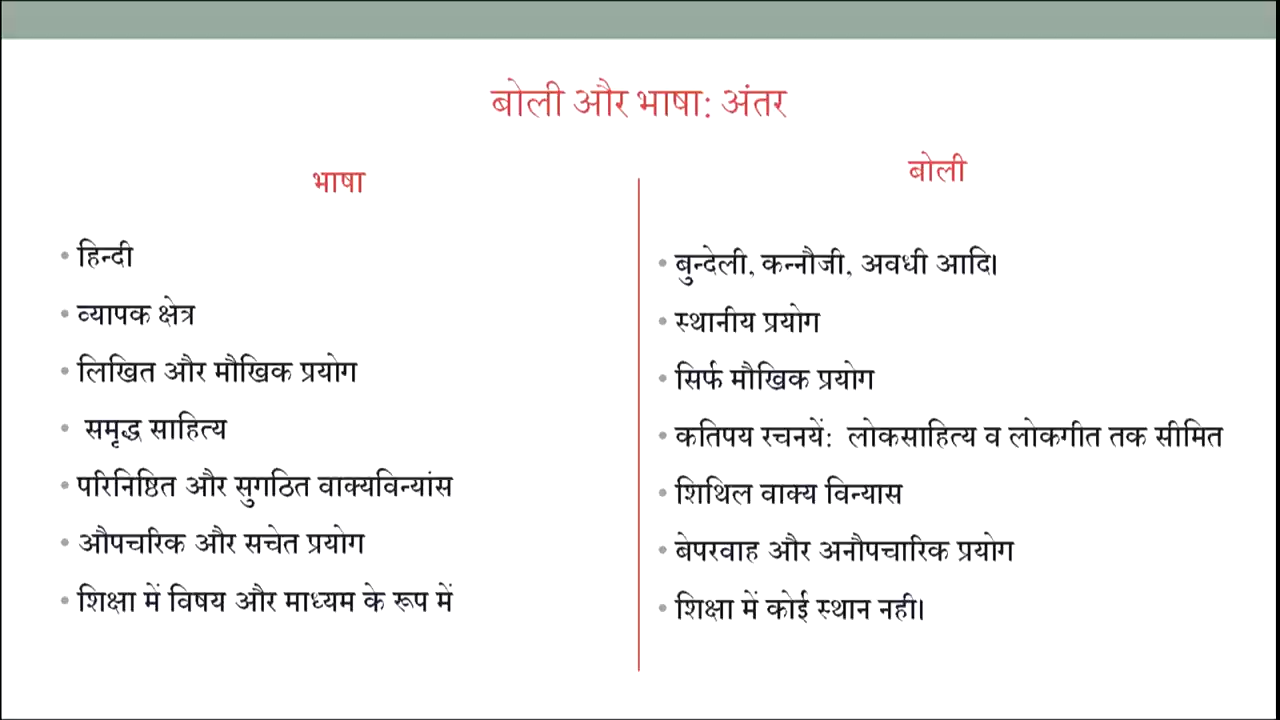 बोली और भाषा: अंतर
भाषा
• हिन्दी
• व्यापक क्षेत्र
• लिखित और मौखिक प्रयोग
• समृद्ध साहित्य
• परिनिष्ठित और सुगठित वाक्यविन्यांस
• औपचरिक और सचेत प्रयोग
• शिक्षा में विषय और माध्यम के रूप में
बोली
• बुन्देली, कन्नौजी, अवधी आदि।
• स्थानीय प्रयोग
• सिर्फ मौखिक प्रयोग
• कतिपय रचनयें: लोकसाहित्य व लोकगीत तक सीमित
• शिथिल वाक्य विन्यास
• बेपरवाह और अनौपचारिक प्रयोग
• शिक्षा में कोई स्थान नही।